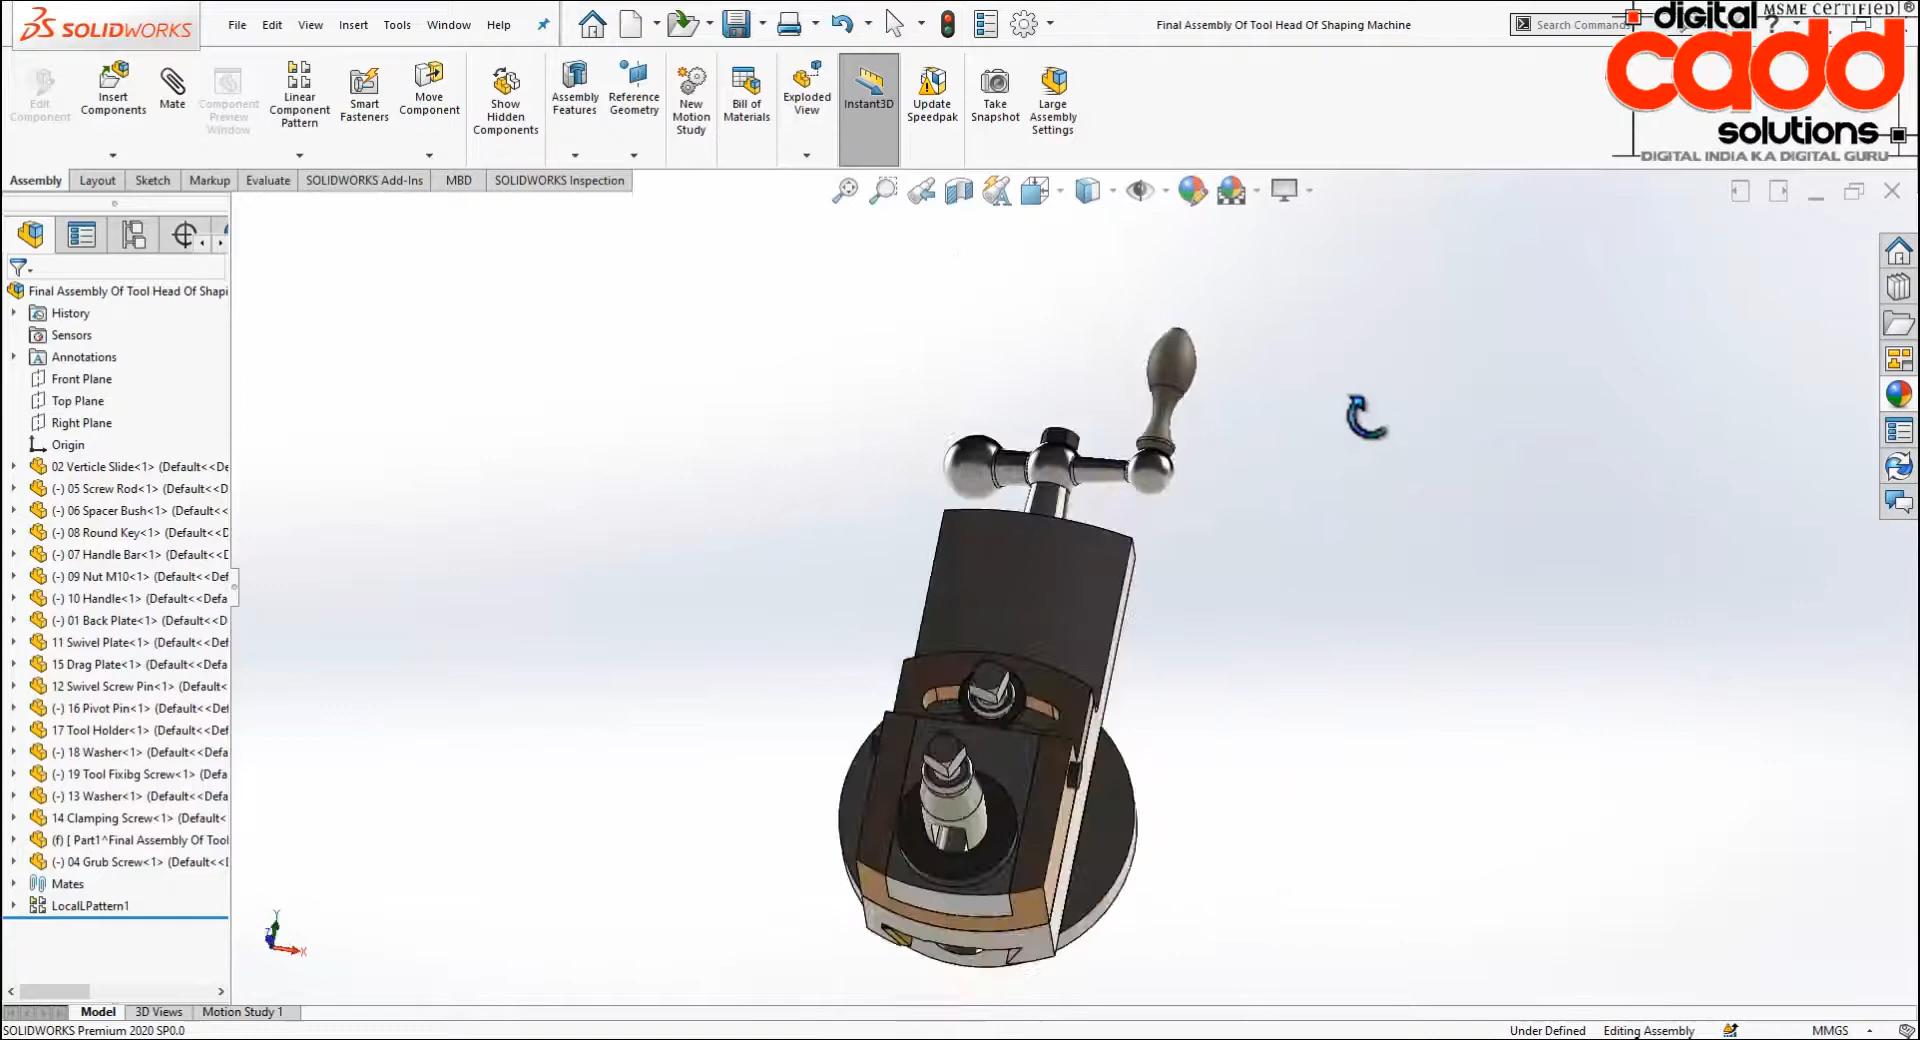 SOLIDWORKS
File
Edit
View
Insert
Tools
Window
Help
Final Assembly Of Tool Head Of Shaping Machine
Search Comman
digital
MSME CERTIFIED
®
cadd
solutions
DIGITAL INDIA KA DIGITAL GURU
Edit
Component
Insert
Components
Mate
Component
Preview
Window
Linear
Component
Pattern
Smart
Fasteners
Move
Component
Show
Hidden
Components
Assembly
Features
Reference
Geometry
New
Motion
Study
Bill of
Materials
Exploded
View
Instant3D
Update
Speedpak
Take
Snapshot
Large
Assembly
Settings
Assembly
Layout
Sketch
Markup
Evaluate
SOLIDWORKS Add-Ins
MBD
SOLIDWORKS Inspection
Final Assembly Of Tool Head Of Shapi
History
Sensors
Annotations
Front Plane
Top Plane
Right Plane
Origin
02 Verticle Slide<1> (Default<<De
(-) 05 Screw Rod<1> (Default<<D
(-) 06 Spacer Bush<1> (Default<<
(-) 08 Round Key<1> (Default<<D
(-) 07 Handle Bar<1> (Default<<D
(-) 09 Nut M10<1> (Default<<Def
(-) 10 Handle<1> (Default<<Defa
(-) 01 Back Plate<1> (Default<<D
11 Swivel Plate<1> (Default<<Def
15 Drag Plate<1> (Default<<Defa
12 Swivel Screw Pin<1> (Default<
(-) 16 Pivot Pin<1> (Default<<Def
17 Tool Holder<1> (Default<<Def
(-) 18 Washer<1> (Default<<Defa
(-) 19 Tool Fixibg Screw<1> (Defa
(-) 13 Washer<1> (Default<<Defa
14 Clamping Screw<1> (Default<
(f) [ Part1^Final Assembly Of Tool
(-) 04 Grub Screw<1> (Default<<D
Mates
LocalLPattern1
Y
X
Model
3D Views
Motion Study 1
SOLIDWORKS Premium 2020 SP0.0
Under Defined
Editing Assembly
MMGS